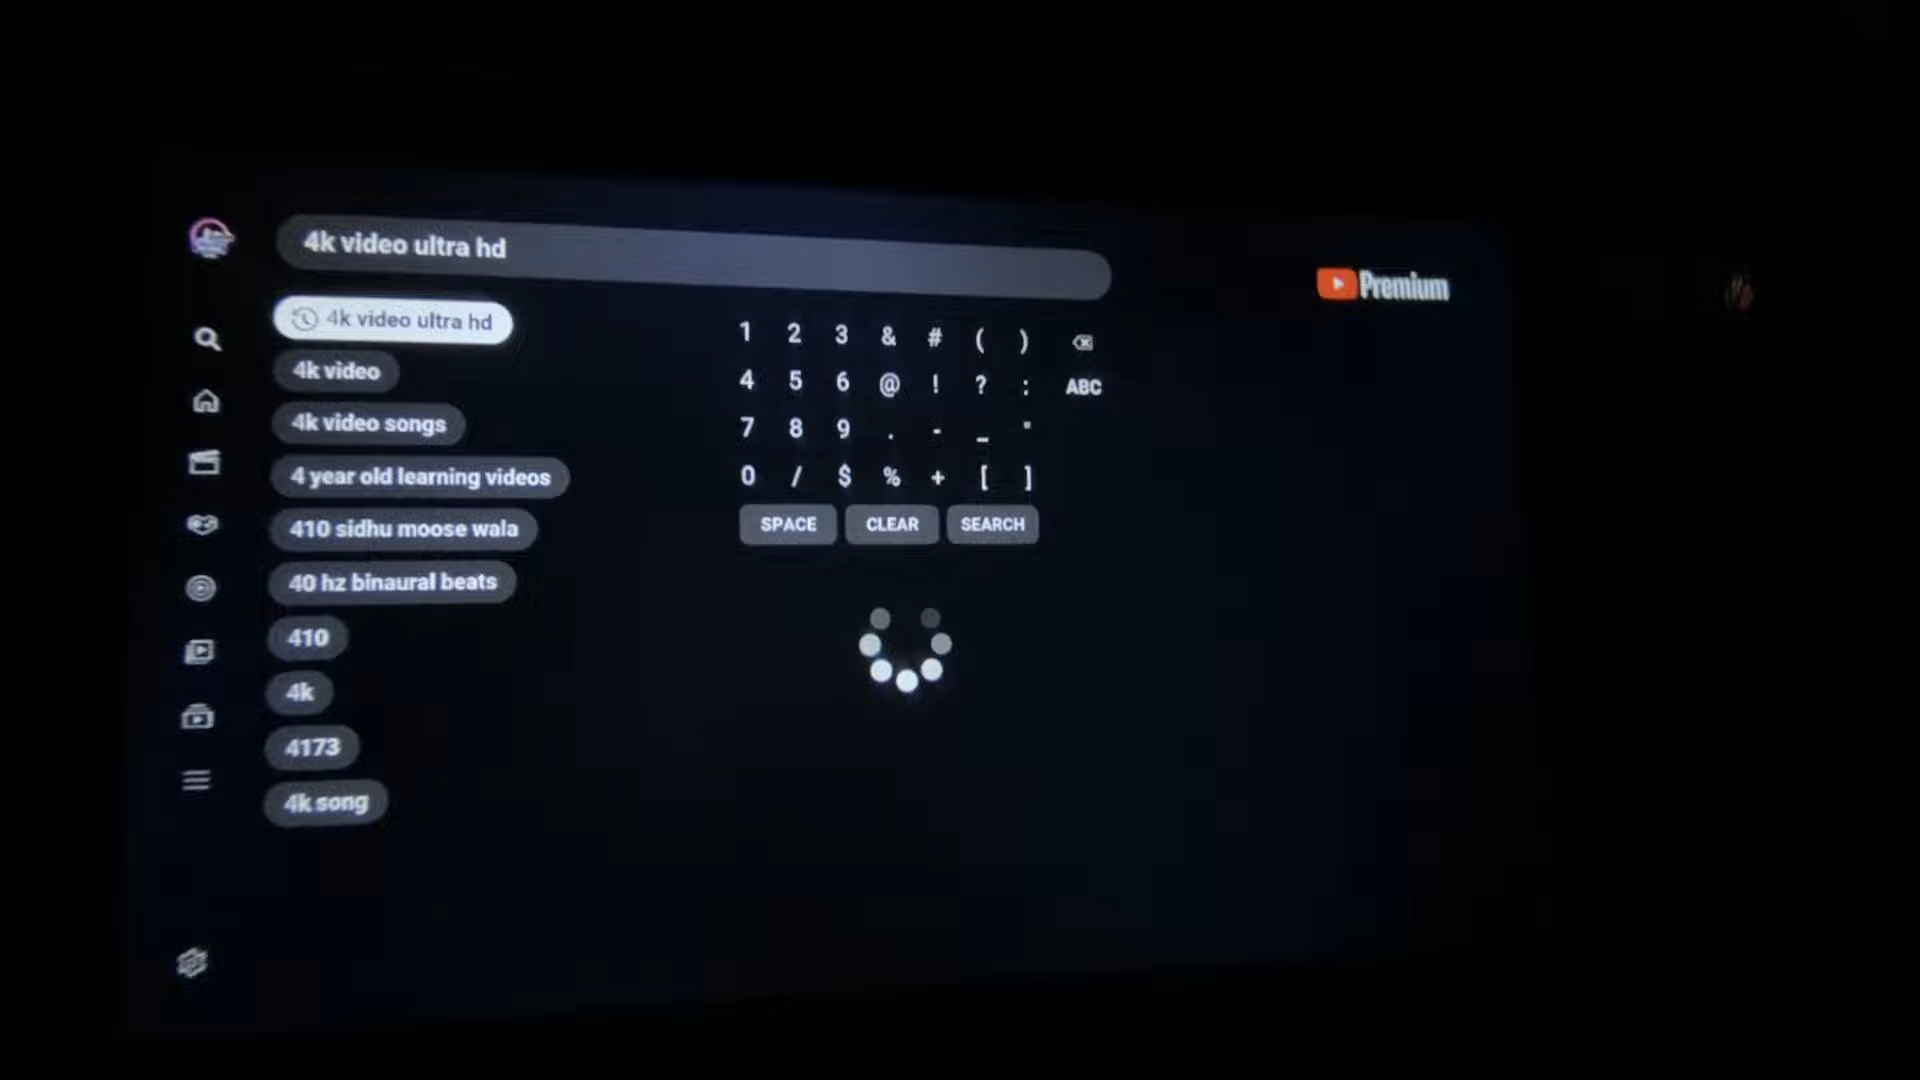 4k video ultra hd
Premium
4k video ultra hd
4k video
4k video songs
4 year old learning videos
410 sidhu moose wala
40 hz binaural beats
410
4k
4173
4k song
1 2 3 & # ( )
4 5 6 @ ! ? : ABC
7 8 9 . - _ "
0 / $ % + [ ]
SPACE CLEAR SEARCH